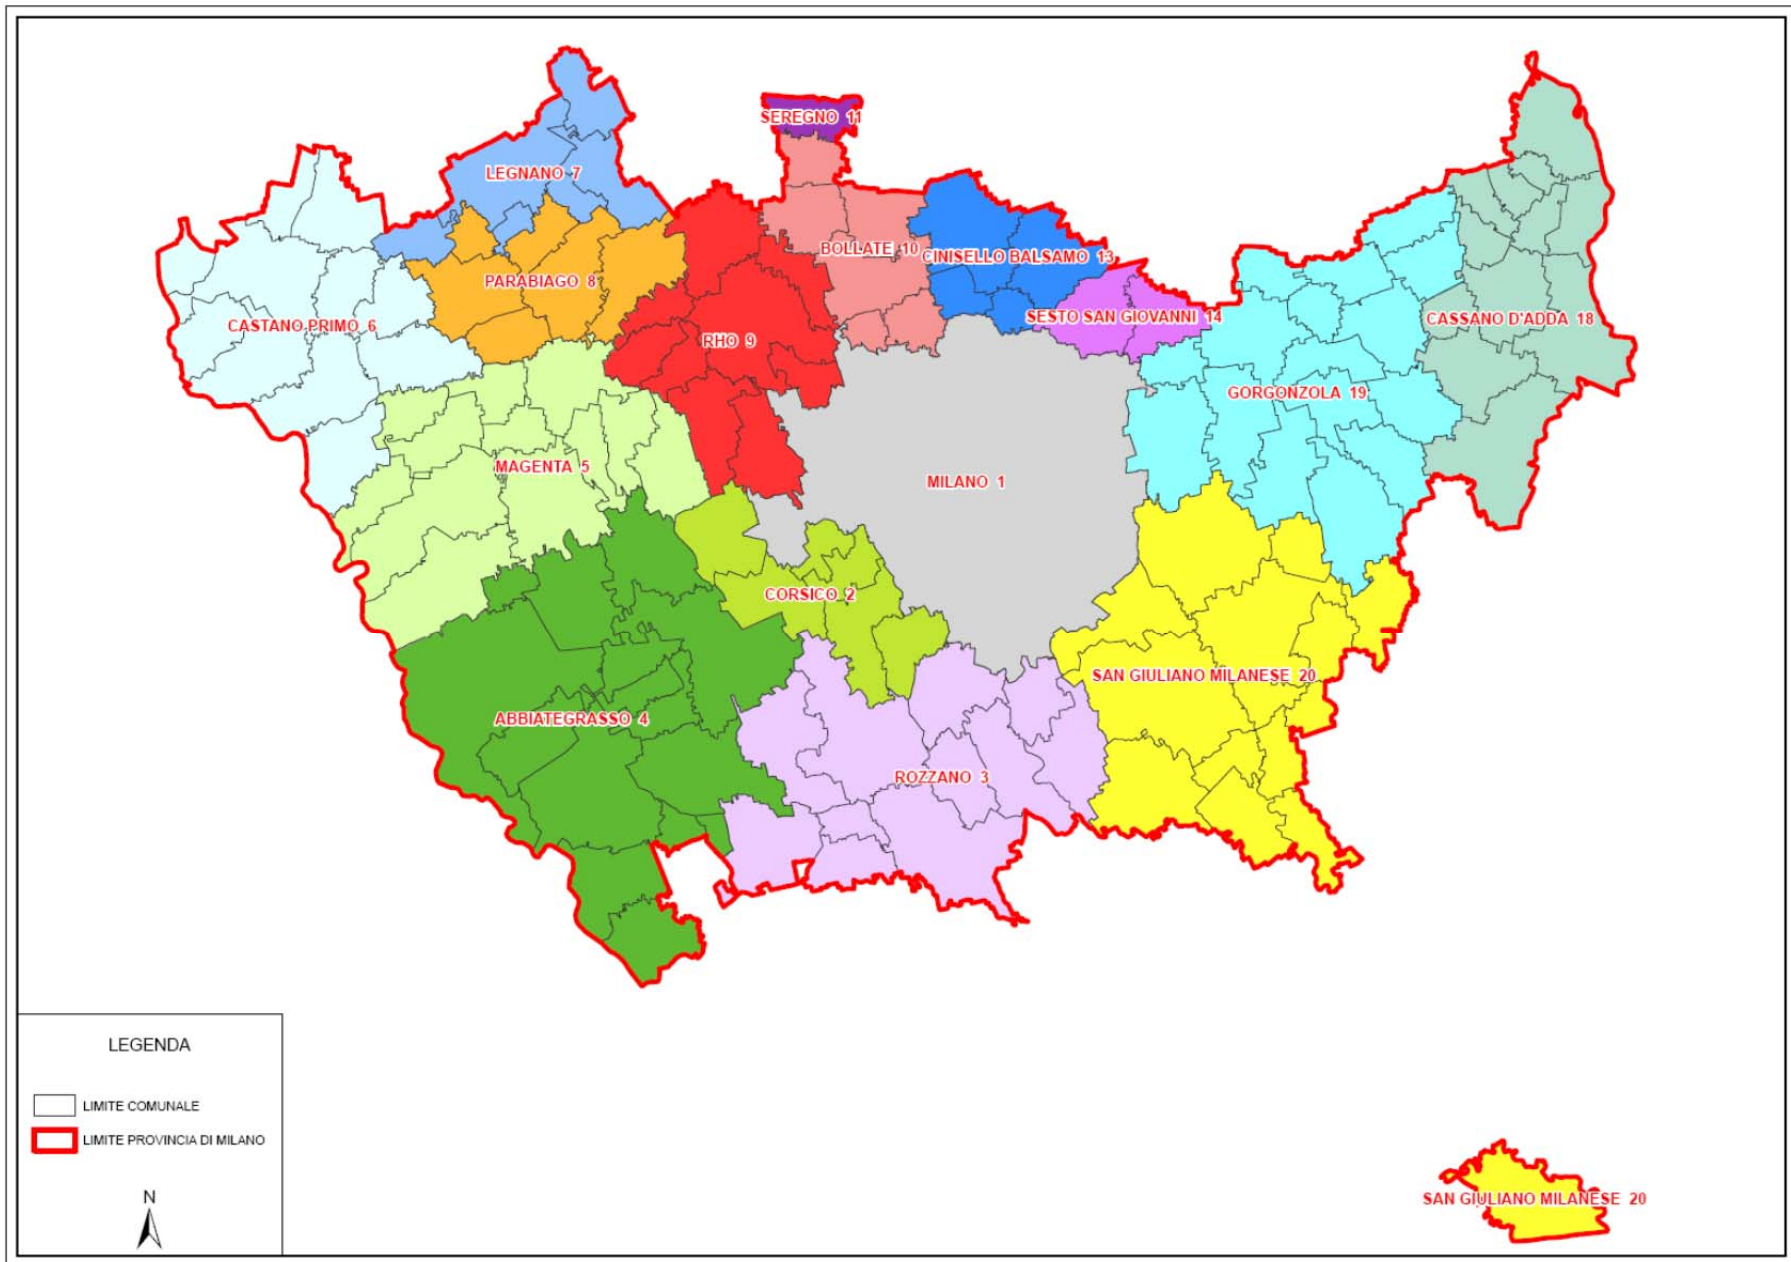 SEREGNO 11
LEGNANO 7
BOLLATE 10
CINISELLO BALSAMO 13
PARABIAGO 8
SESTO SAN GIOVANNI 14
CASTANO PRIMO 6
CASSANO D'ADDA 18
RHO 9
GORGONZOLA 19
MAGENTA 5
MILANO 1
CORSICO 2
SAN GIULIANO MILANESE 20
ABBIATEGRASSO 4
ROZZANO 3
LEGENDA
LIMITE COMUNALE
LIMITE PROVINCIA DI MILANO
N
SAN GIULIANO MILANESE 20